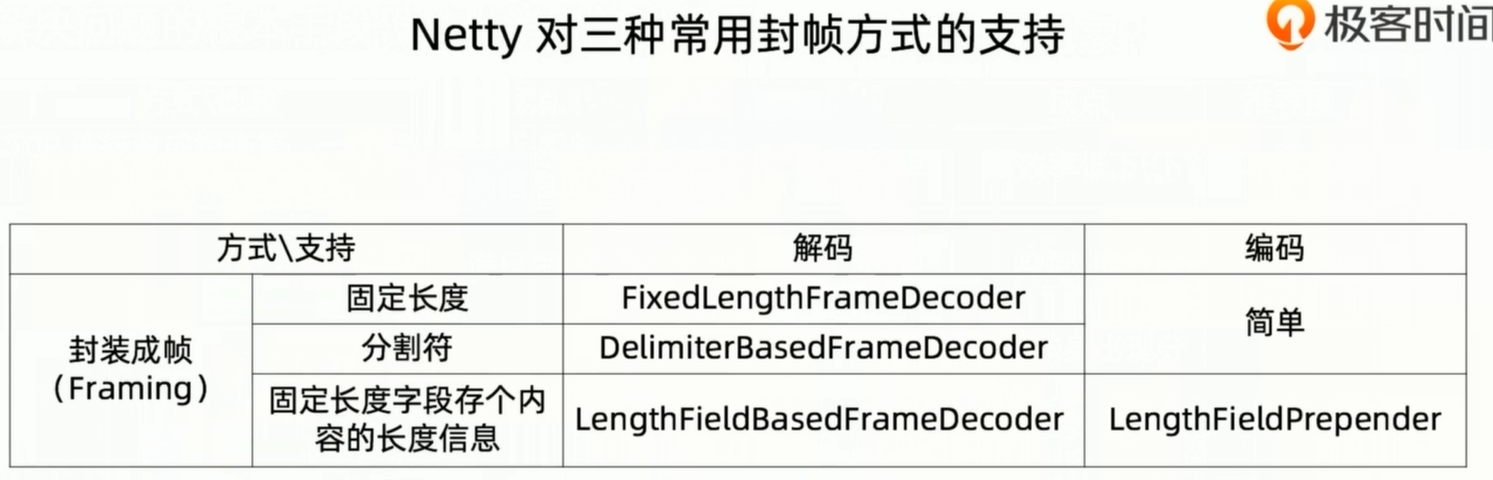 Netty 对三种常用封帧方式的支持
极客时间
方式\支持
解码
编码
封装成帧
(Framing)
固定长度
FixedLengthFrameDecoder
简单
分割符
DelimiterBasedFrameDecoder
固定长度字段存个内
容的长度信息
LengthFieldBasedFrameDecoder
LengthFieldPrepender